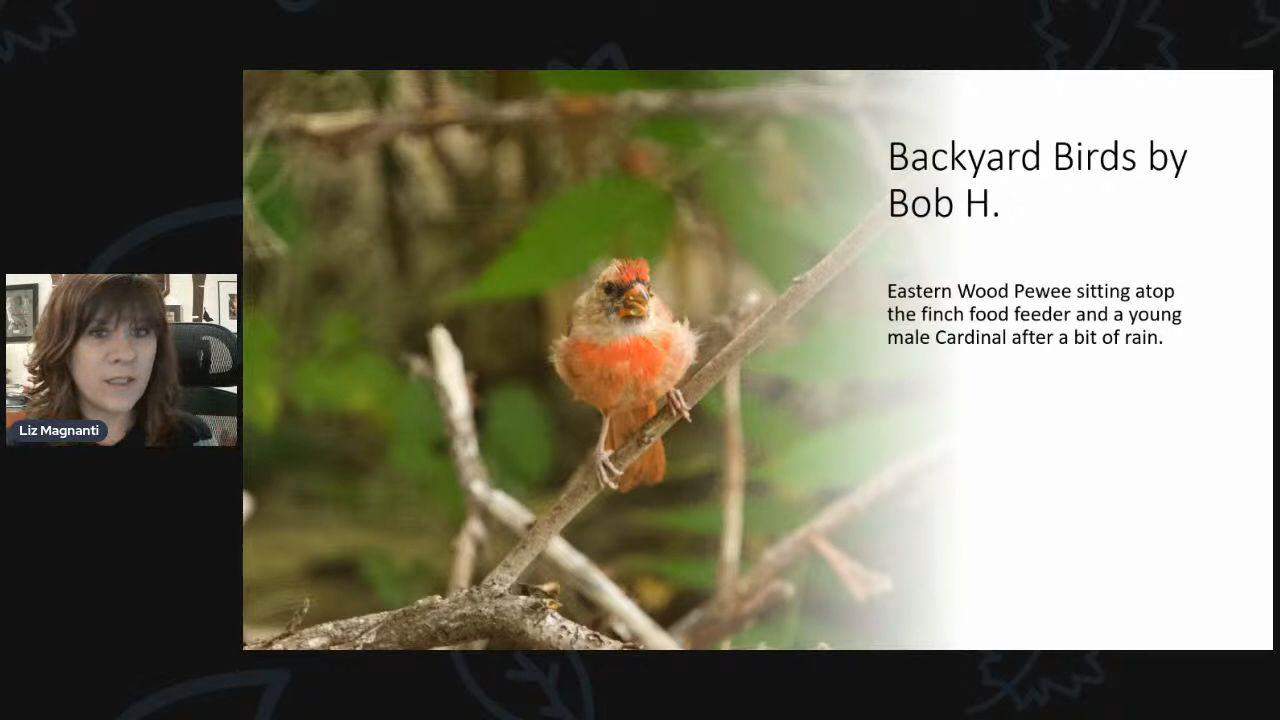 Backyard Birds by
Bob H.
Eastern Wood Pewee sitting atop
the finch food feeder and a young
male Cardinal after a bit of rain.
Liz Magnanti